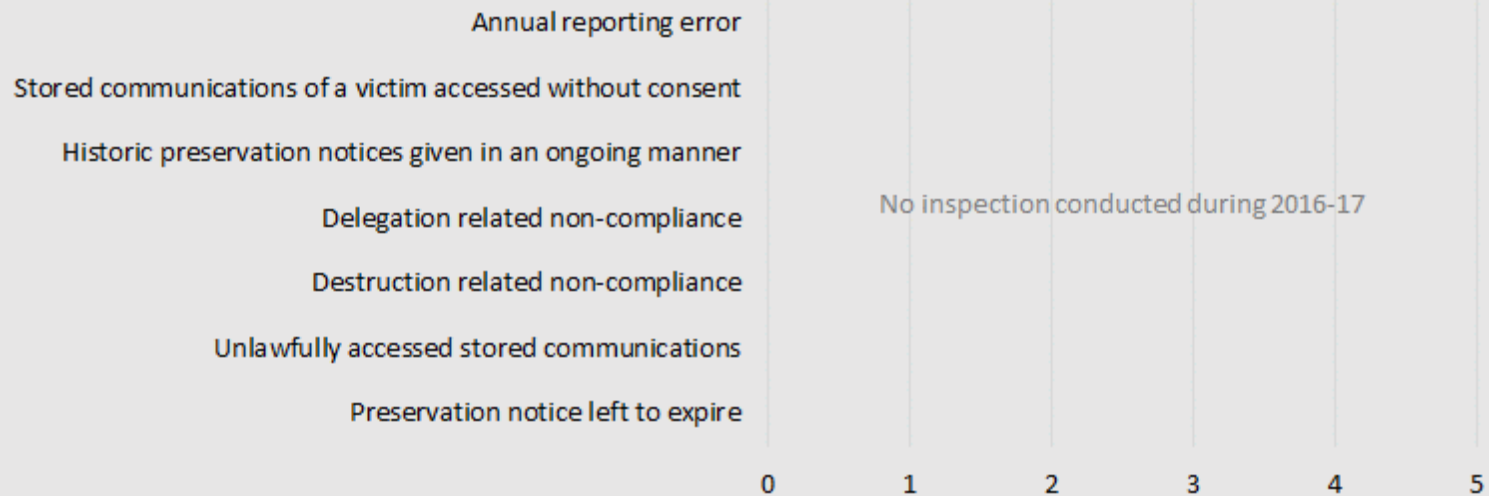 Annual reporting error
Stored communications of a victim accessed without consent
Historic preservation notices given in an ongoing manner
No inspection conducted during 2016-17
Delegation related non-compliance
Destruction related non-compliance
Unlawfully accessed stored communications
Preservation notice left to expire
0 1 2 3 4 5